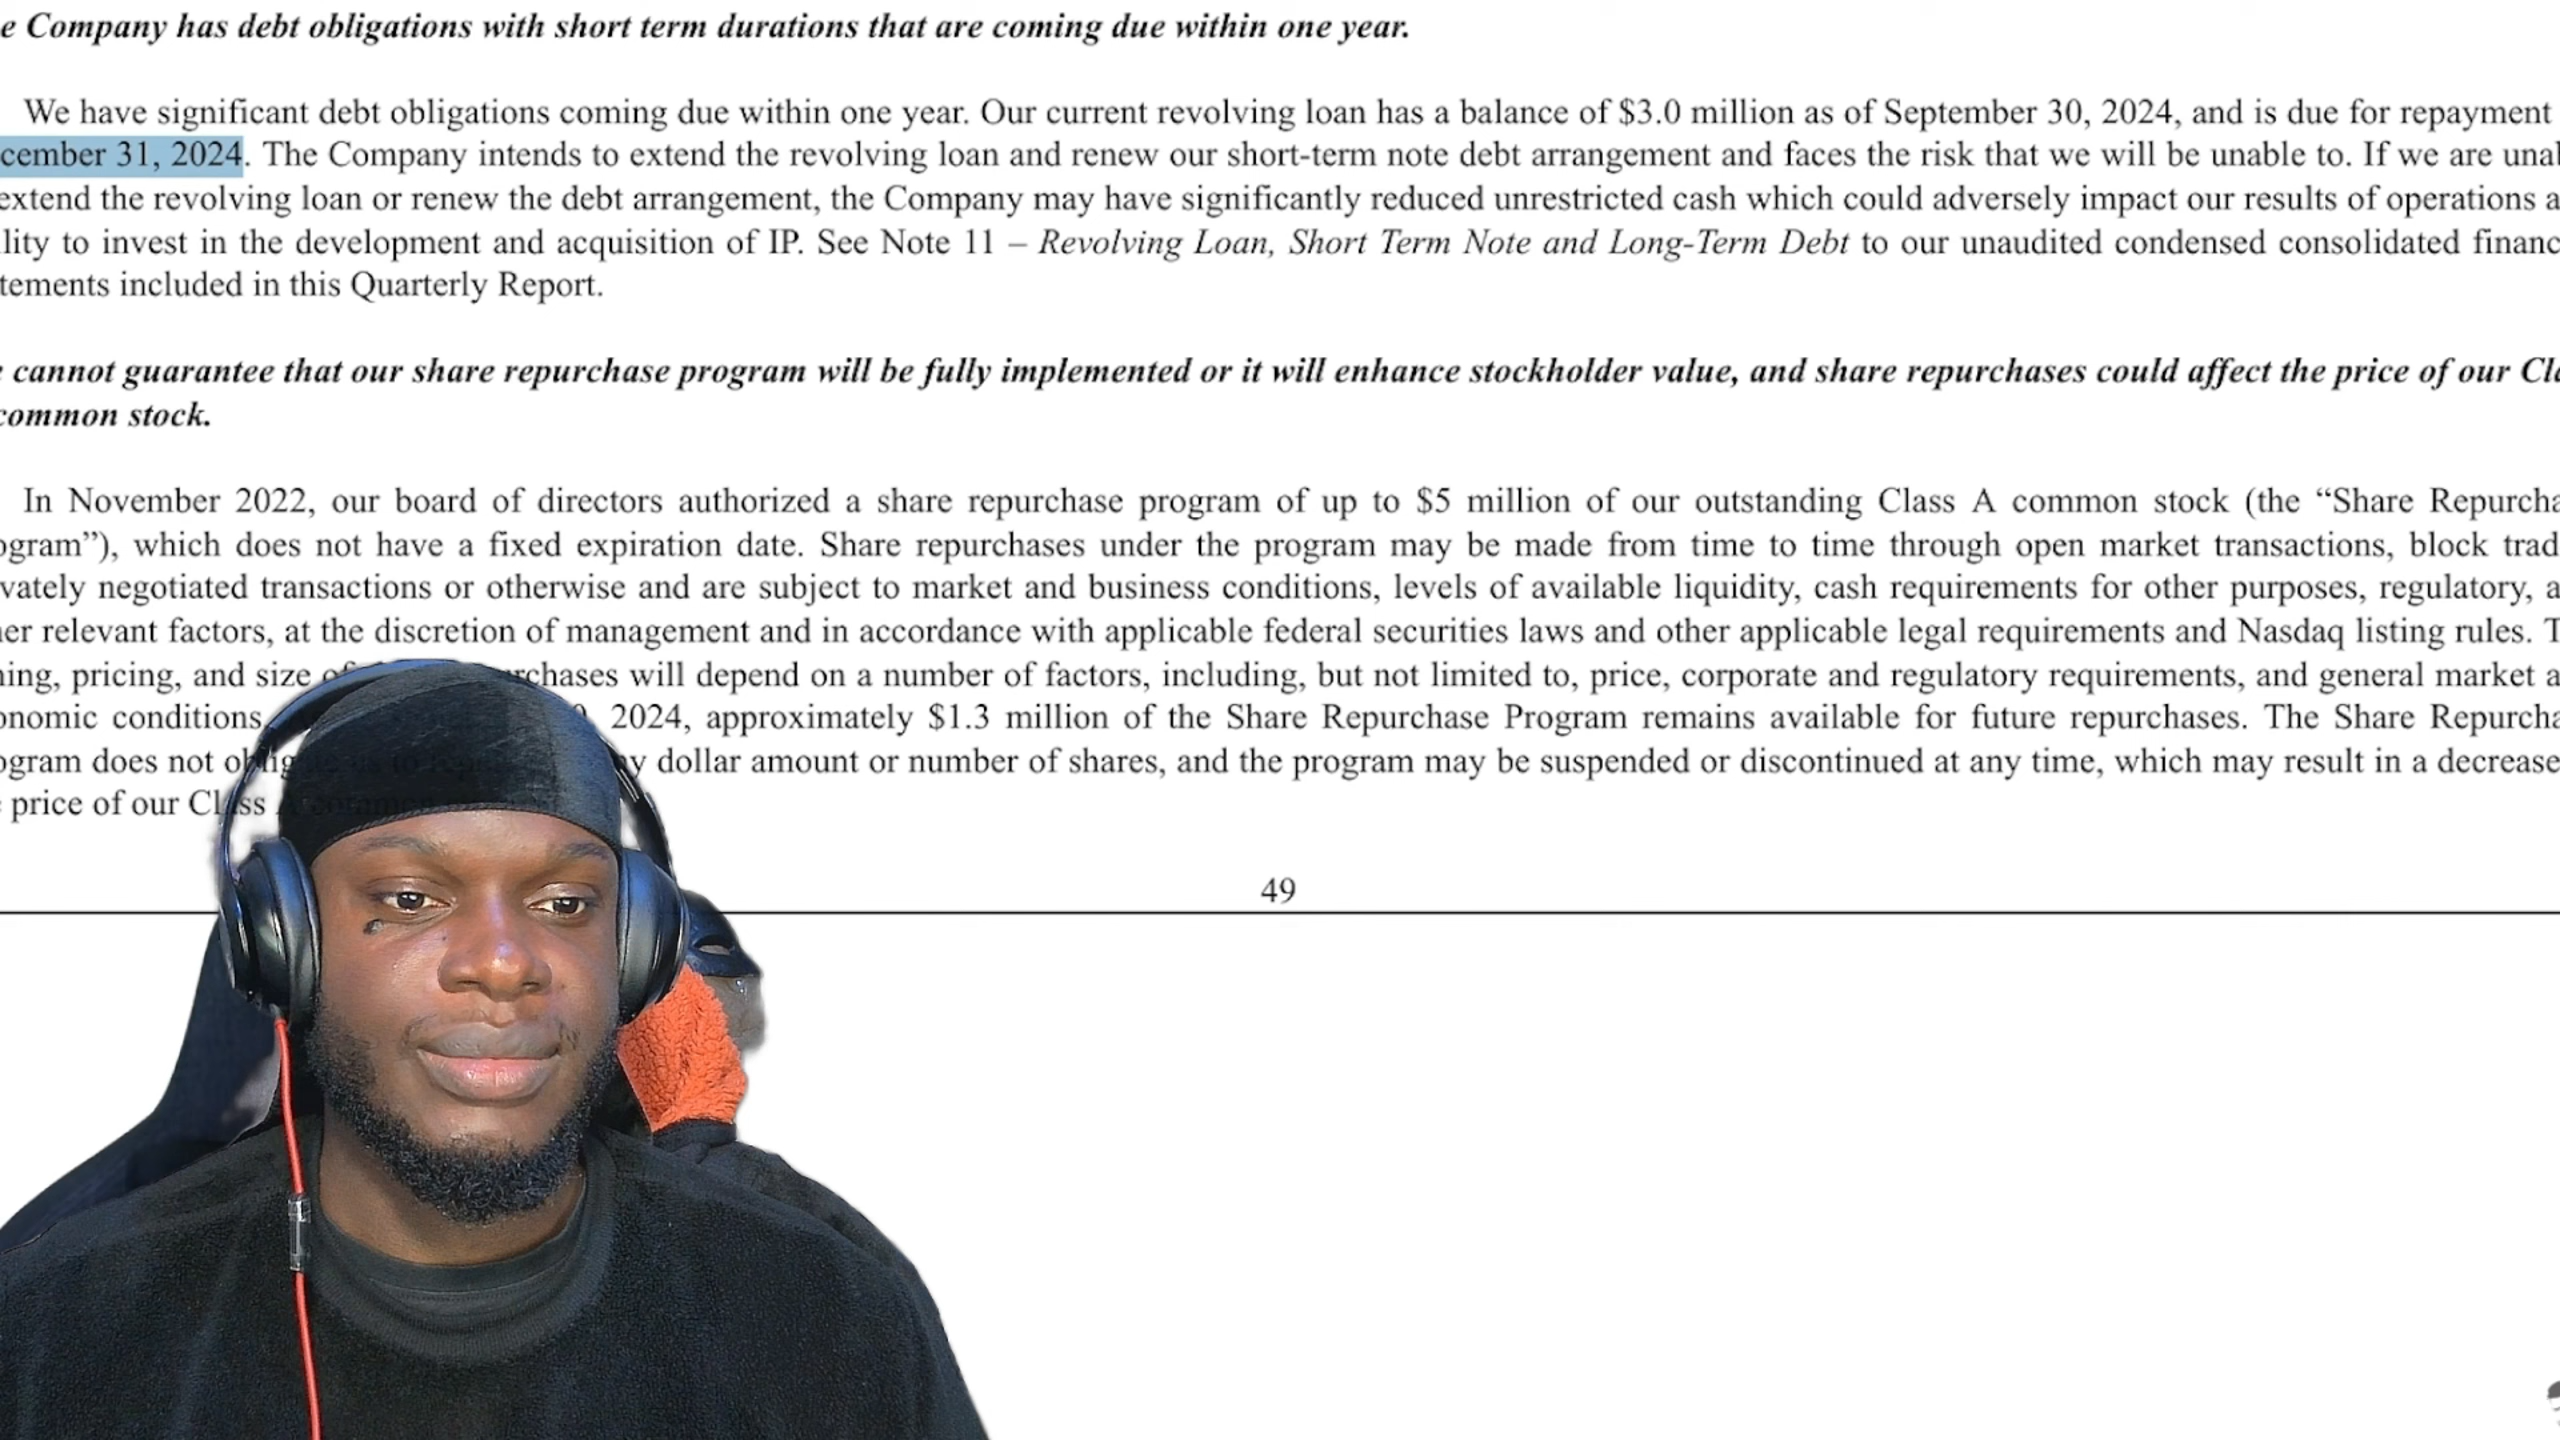 e Company has debt obligations with short term durations that are coming due within one year.
We have significant debt obligations coming due within one year. Our current revolving loan has a balance of $3.0 million as of September 30, 2024, and is due for repayment
cember 31, 2024. The Company intends to extend the revolving loan and renew our short-term note debt arrangement and faces the risk that we will be unable to. If we are unal
extend the revolving loan or renew the debt arrangement, the Company may have significantly reduced unrestricted cash which could adversely impact our results of operations a
lity to invest in the development and acquisition of IP. See Note 11 – Revolving Loan, Short Term Note and Long-Term Debt to our unaudited condensed consolidated financ
tements included in this Quarterly Report.
cannot guarantee that our share repurchase program will be fully implemented or it will enhance stockholder value, and share repurchases could affect the price of our Cla
common stock.
In November 2022, our board of directors authorized a share repurchase program of up to $5 million of our outstanding Class A common stock (the “Share Repurcha
ogram”), which does not have a fixed expiration date. Share repurchases under the program may be made from time to time through open market transactions, block trad
vately negotiated transactions or otherwise and are subject to market and business conditions, levels of available liquidity, cash requirements for other purposes, regulatory, a
er relevant factors, at the discretion of management and in accordance with applicable federal securities laws and other applicable legal requirements and Nasdaq listing rules. T
ing, pricing, and size of rchases will depend on a number of factors, including, but not limited to, price, corporate and regulatory requirements, and general market a
onomic conditions 2024, approximately $1.3 million of the Share Repurchase Program remains available for future repurchases. The Share Repurcha
ogram does not oblig y dollar amount or number of shares, and the program may be suspended or discontinued at any time, which may result in a decrease
price of our Class
49